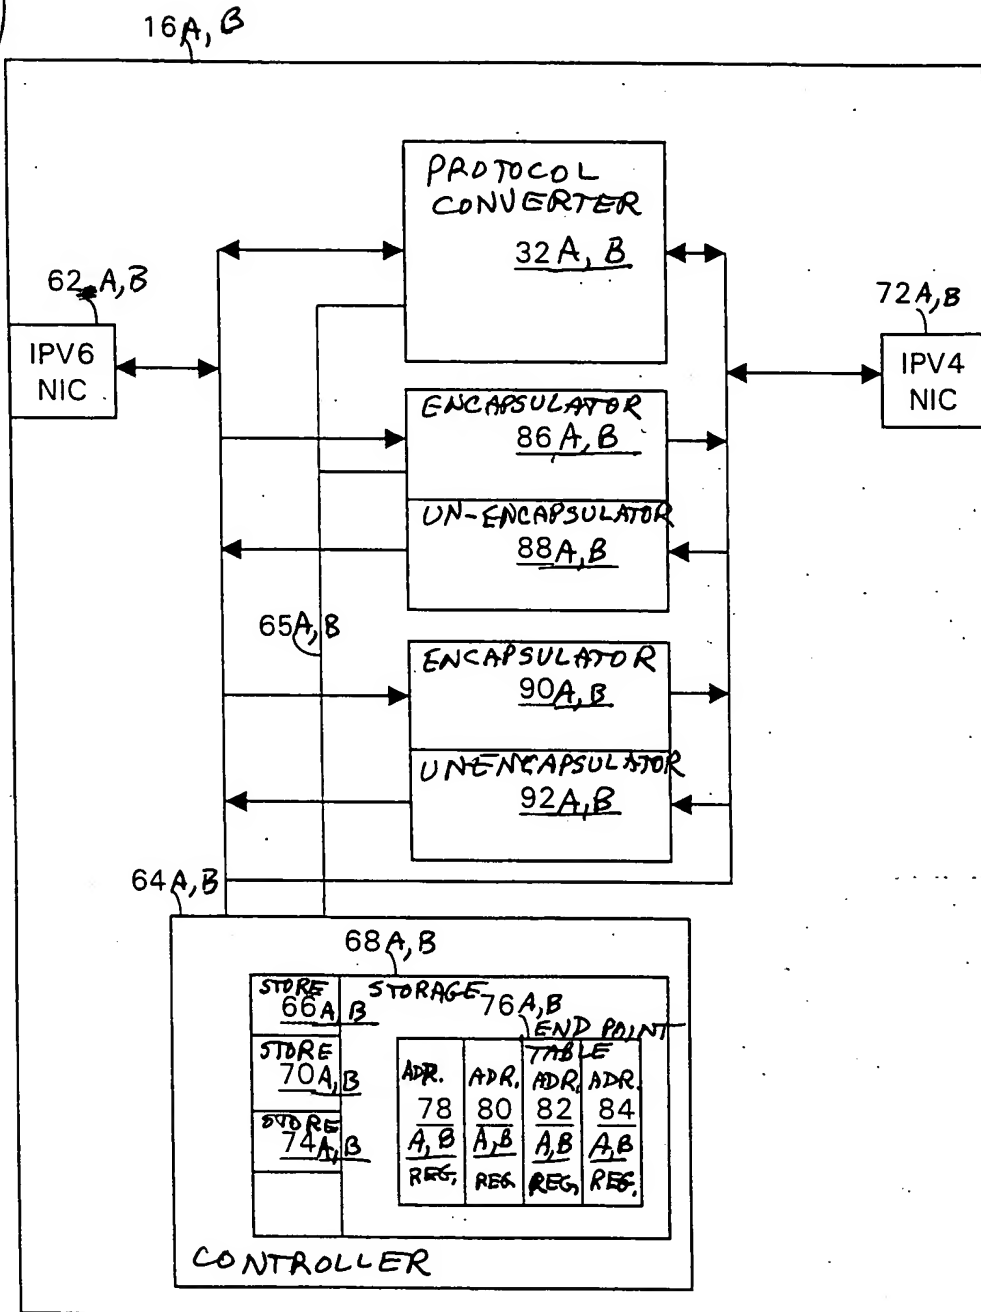 16A, B
PROTOCOL
CONVERTER
32A, B
62A, B
IPV6
NIC
72A, B
IPV4
NIC
ENCAPSULATOR
86A, B
UN-ENCAPSULATOR
88A, B
65A, B
ENCAPSULATOR
90A, B
UNENCAPSULATOR
92A, B
64A, B
68A, B
STORE
66A, B
STORAGE
76A, B
END POINT
TABLE
STORE
70A, B
STORE
74A, B
ADR. ADR. ADR. ADR.
78 80 82 84
A, B A, B A, B A, B
REG. REG. REG. REG.
CONTROLLER